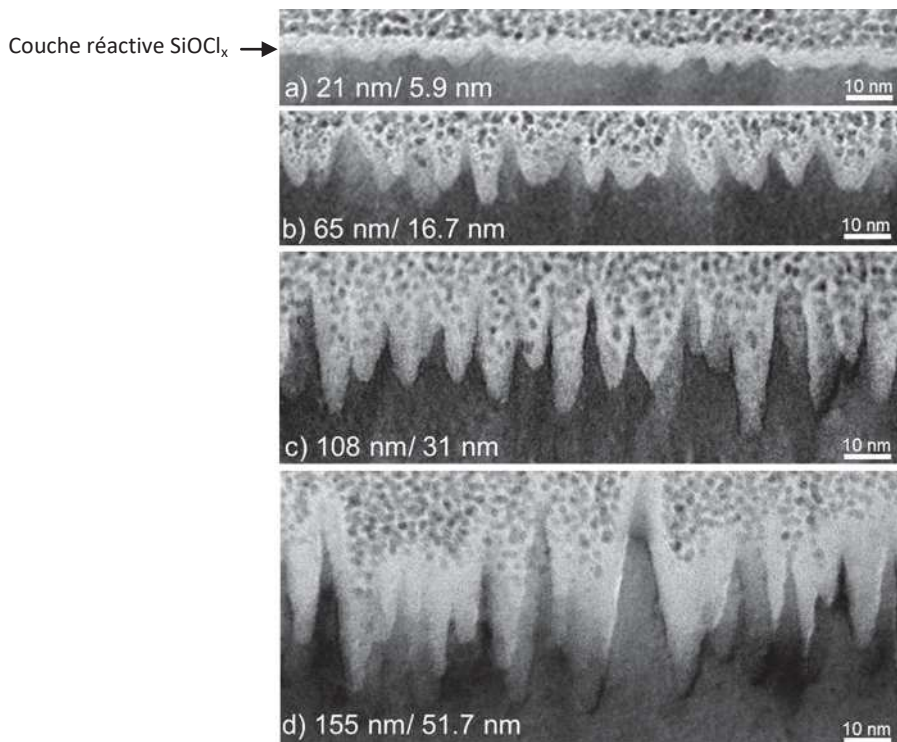 Couche réactive SiOClₓ
a) 21 nm/ 5.9 nm
10 nm
b) 65 nm/ 16.7 nm
10 nm
c) 108 nm/ 31 nm
10 nm
d) 155 nm/ 51.7 nm
10 nm